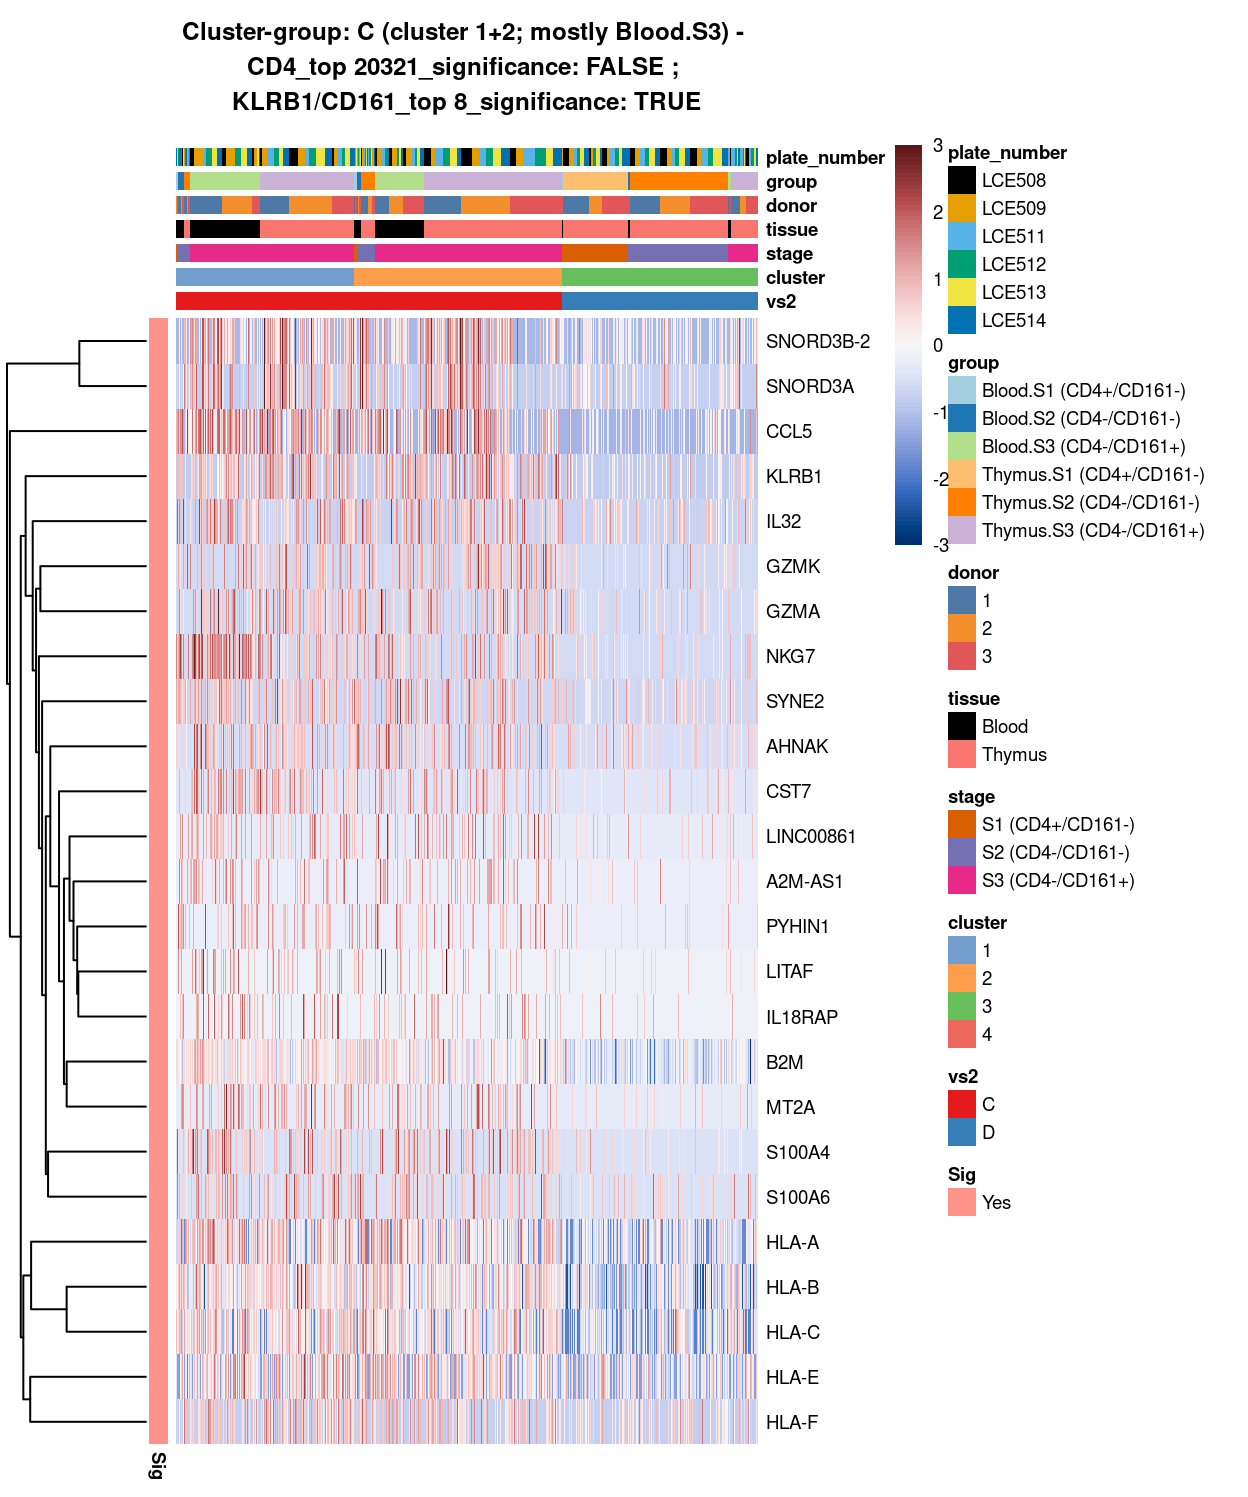 Cluster-group: C (cluster 1+2; mostly Blood.S3) -
CD4_top 20321_significance: FALSE ;
KLRB1/CD161_top 8_significance: TRUE
plate_number
group
donor
tissue
stage
cluster
vs2
SNORD3B-2
SNORD3A
CCL5
KLRB1
IL32
GZMK
GZMA
NKG7
SYNE2
AHNAK
CST7
LINC00861
A2M-AS1
PYHIN1
LITAF
IL18RAP
B2M
MT2A
S100A4
S100A6
HLA-A
HLA-B
HLA-C
HLA-E
HLA-F
Sig
3
2
1
0
-1
-2
-3
plate_number
LCE508
LCE509
LCE511
LCE512
LCE513
LCE514
group
Blood.S1 (CD4+/CD161-)
Blood.S2 (CD4-/CD161-)
Blood.S3 (CD4-/CD161+)
Thymus.S1 (CD4+/CD161-)
Thymus.S2 (CD4-/CD161-)
Thymus.S3 (CD4-/CD161+)
donor
1
2
3
tissue
Blood
Thymus
stage
S1 (CD4+/CD161-)
S2 (CD4-/CD161-)
S3 (CD4-/CD161+)
cluster
1
2
3
4
vs2
C
D
Sig
Yes